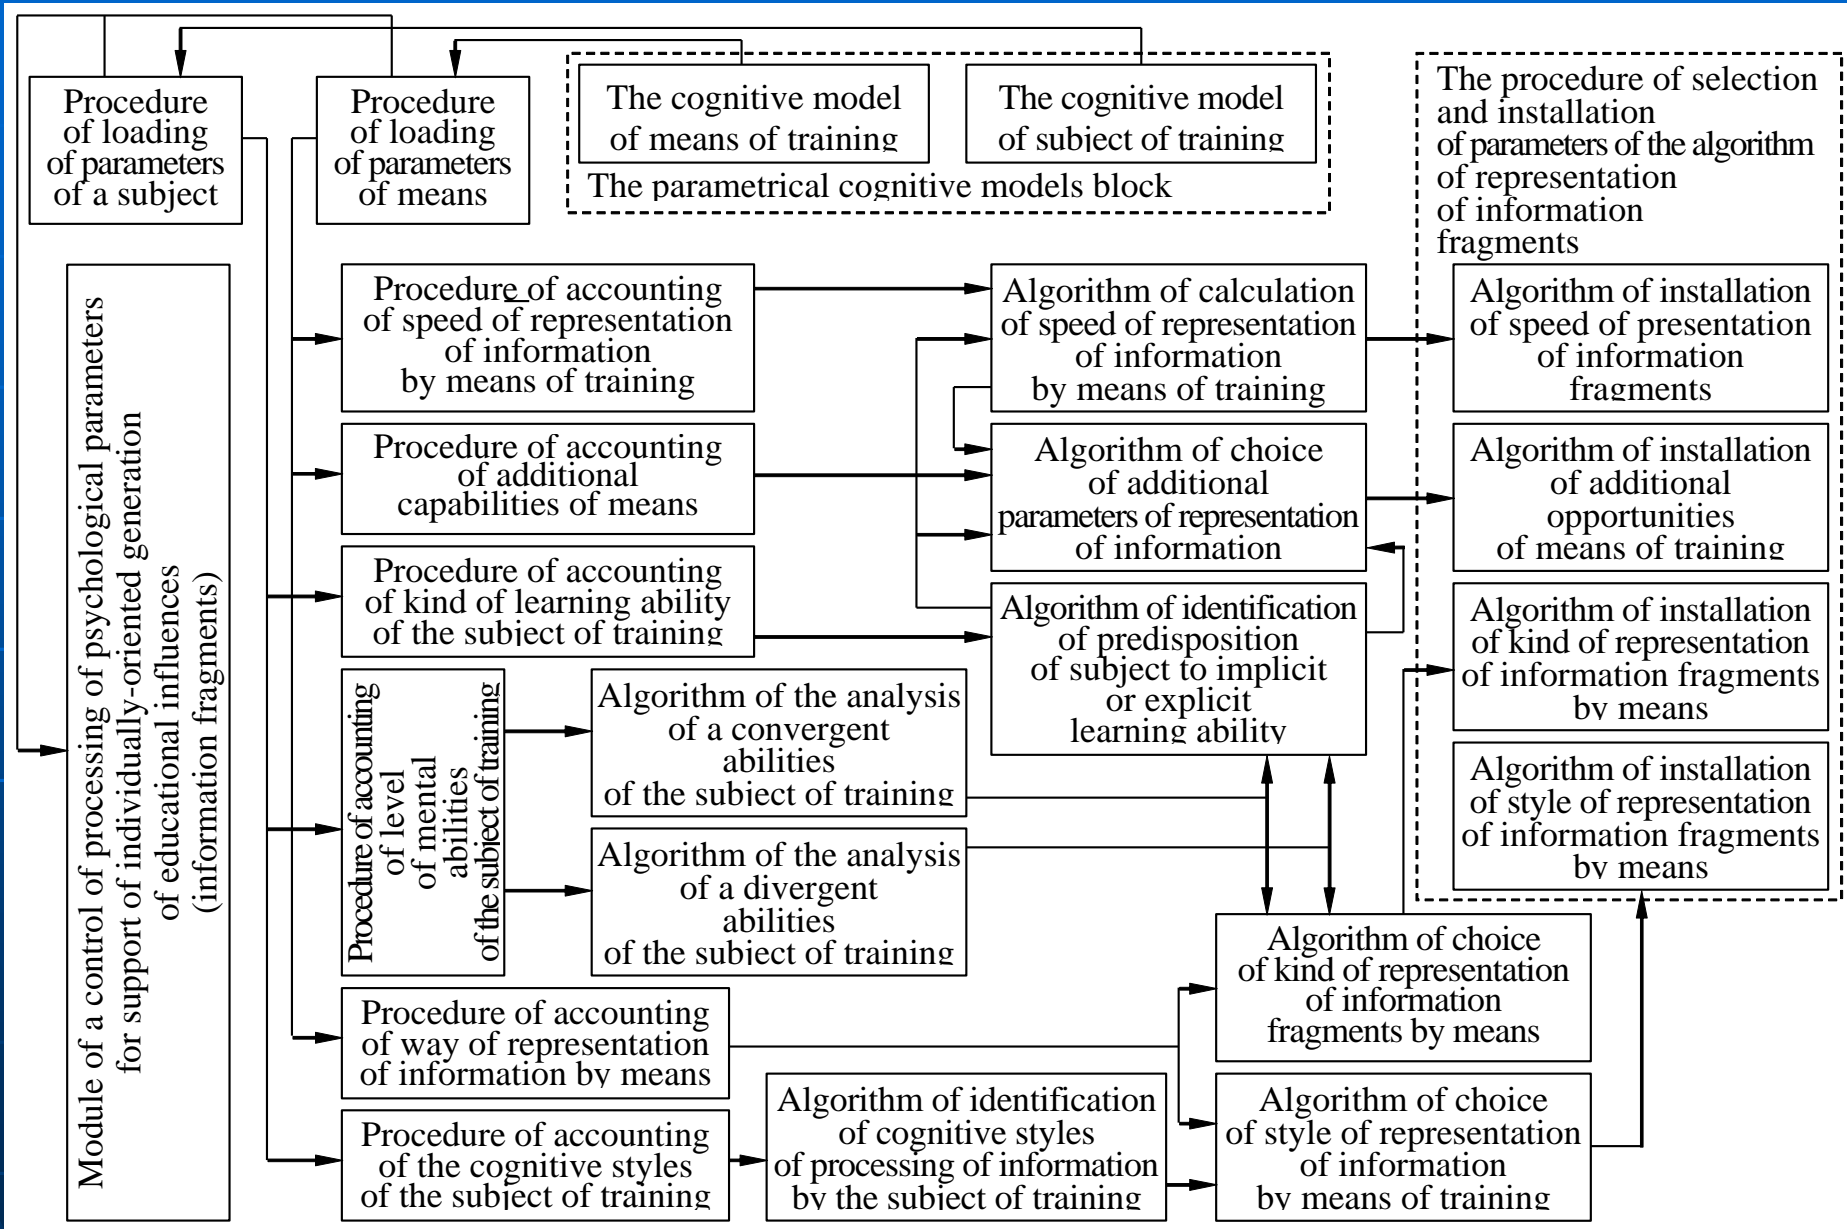 Procedure
of loading
of parameters
of a subject
Procedure
of loading
of parameters
of means
The cognitive model
of means of training
The cognitive model
of subject of training
The parametrical cognitive models block
The procedure of selection
and installation
of parameters of the algorithm
of representation
of information
fragments
Module of a control of processing of psychological parameters
for support of individually-oriented generation
of educational influences
(information fragments)
Procedure of accounting
of speed of representation
of information
by means of training
Algorithm of calculation
of speed of representation
of information
by means of training
Algorithm of installation
of speed of presentation
of information
fragments
Procedure of accounting
of additional
capabilities of means
Algorithm of choice
of additional
parameters of representation
of information
Algorithm of installation
of additional
opportunities
of means of training
Procedure of accounting
of kind of learning ability
of the subject of training
Algorithm of identification
of predisposition
of subject to implicit
or explicit
learning ability
Algorithm of installation
of kind of representation
of information fragments
by means
Procedure of accounting
of level
of mental
abilities
of the subject of training
Algorithm of the analysis
of a convergent
abilities
of the subject of training
Algorithm of installation
of style of representation
of information fragments
by means
Algorithm of the analysis
of a divergent
abilities
of the subject of training
Algorithm of choice
of kind of representation
of information
fragments by means
Procedure of accounting
of way of representation
of information by means
Procedure of accounting
of the cognitive styles
of the subject of training
Algorithm of identification
of cognitive styles
of processing of information
by the subject of training
Algorithm of choice
of style of representation
of information
by means of training